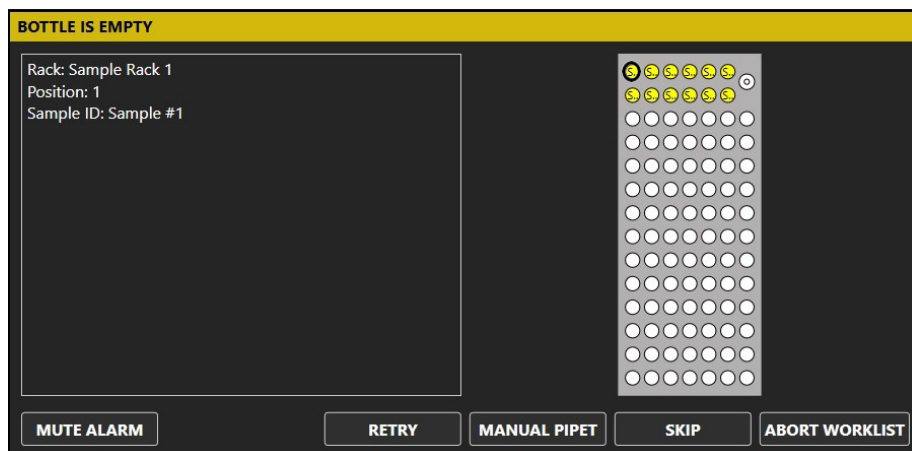 BOTTLE IS EMPTY
Rack: Sample Rack 1
Position: 1
Sample ID: Sample #1
S.. S.. S.. S.. S.. S..
S.. S.. S.. S.. S.. S..
MUTE ALARM RETRY MANUAL PIPET SKIP ABORT WORKLIST